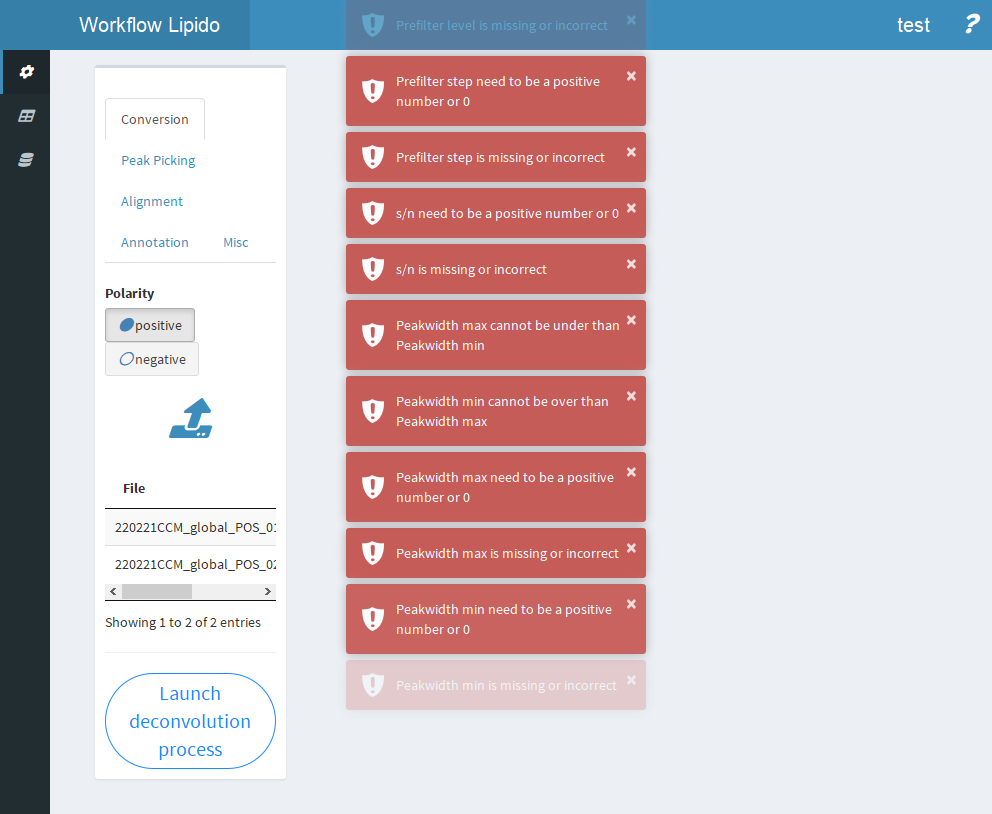 Workflow Lipido
test
?
Conversion
Peak Picking
Alignment
Annotation Misc
Polarity
positive
negative
File
220221CCM_global_POS_01
220221CCM_global_POS_02
Showing 1 to 2 of 2 entries
Launch
deconvolution
process
Prefilter level is missing or incorrect
Prefilter step need to be a positive
number or 0
Prefilter step is missing or incorrect
s/n need to be a positive number or 0
s/n is missing or incorrect
Peakwidth max cannot be under than
Peakwidth min
Peakwidth min cannot be over than
Peakwidth max
Peakwidth max need to be a positive
number or 0
Peakwidth max is missing or incorrect
Peakwidth min need to be a positive
number or 0
Peakwidth min is missing or incorrect